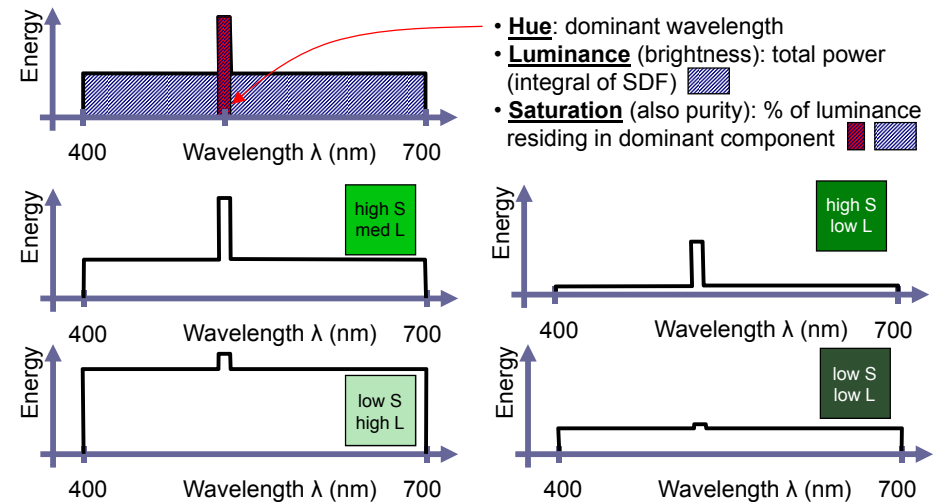 Energy
400 Wavelength λ (nm) 700
• Hue: dominant wavelength
• Luminance (brightness): total power
(integral of SDF)
• Saturation (also purity): % of luminance
residing in dominant component
Energy
high S
med L
400 Wavelength λ (nm) 700
Energy
high S
low L
400 Wavelength λ (nm) 700
Energy
low S
high L
400 Wavelength λ (nm) 700
Energy
low S
low L
400 Wavelength λ (nm) 700